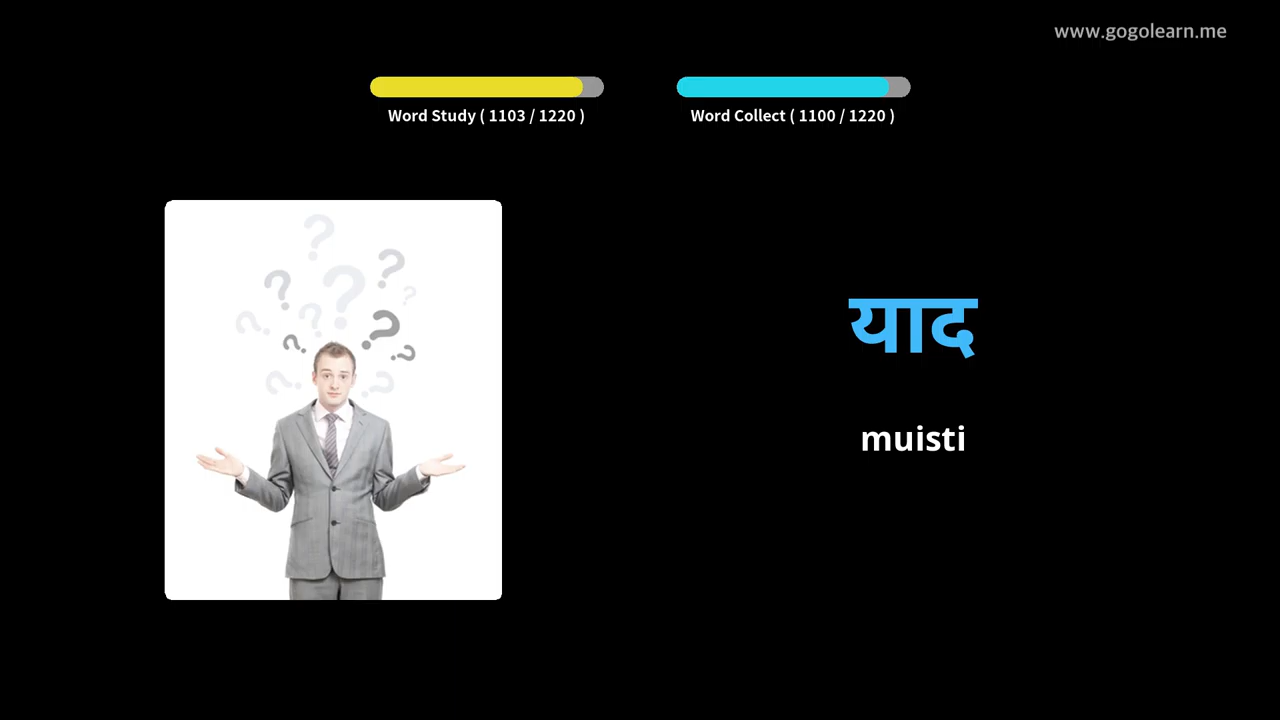 www.gogolearn.me
Word Study ( 1103 / 1220 )
Word Collect ( 1100 / 1220 )
याद
muisti